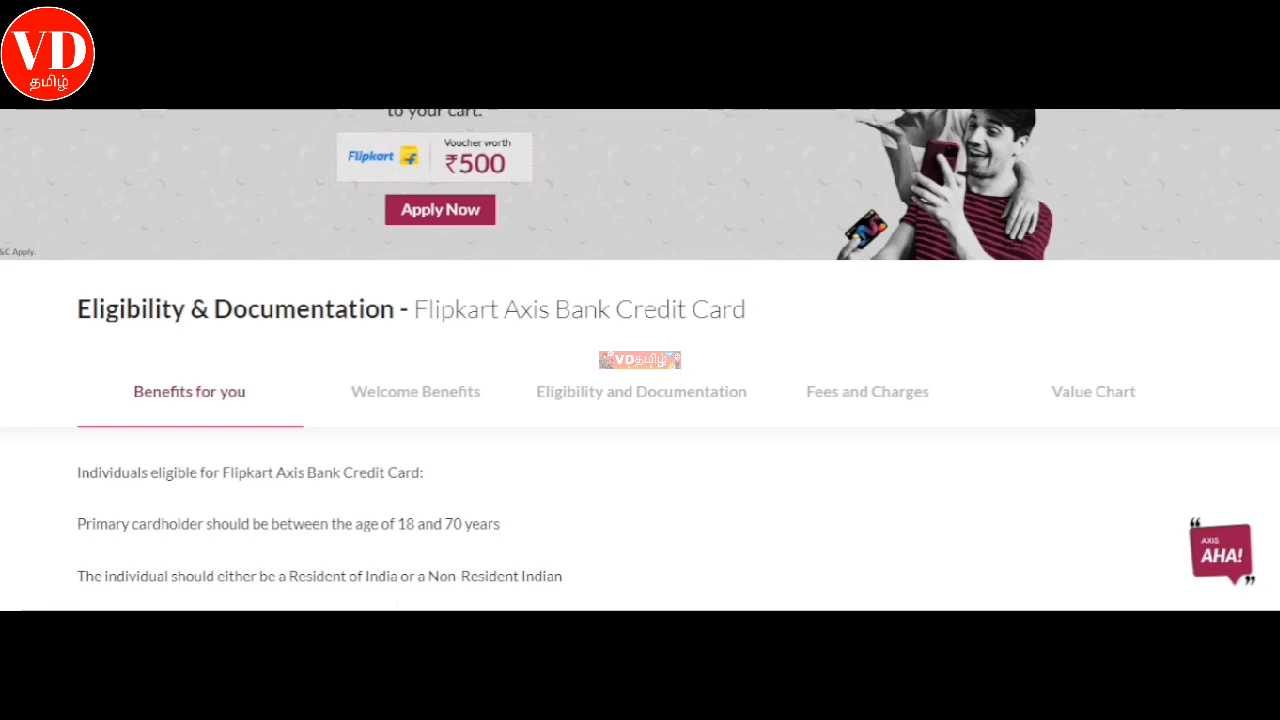 VD
தமிழ்
to your cart.
Flipkart
Voucher worth
₹500
Apply Now
&C Apply.
Eligibility & Documentation - Flipkart Axis Bank Credit Card
VDதமிழ்
Benefits for you Welcome Benefits Eligibility and Documentation Fees and Charges Value Chart
Individuals eligible for Flipkart Axis Bank Credit Card:
Primary cardholder should be between the age of 18 and 70 years
AXIS
AHA!
The individual should either be a Resident of India or a Non-Resident Indian